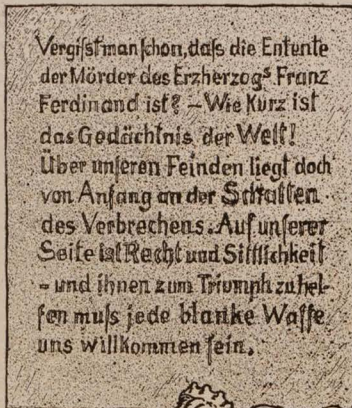 Vergiſst man ſchon, daſs die Entente
der Mörder des Erzherzogs Franz
Ferdinand ist? – Wie kurz ist
das Gedächtnis der Welt!
Über unſeren Feinden liegt doch
von Anfang an der Schatten
des Verbrechens. Auf unſerer
Seite iſt Recht und Sittlichkeit
– und ihnen zum Triumph zu hel-
fen muſs jede blanke Waffe
uns willkommen ſein.